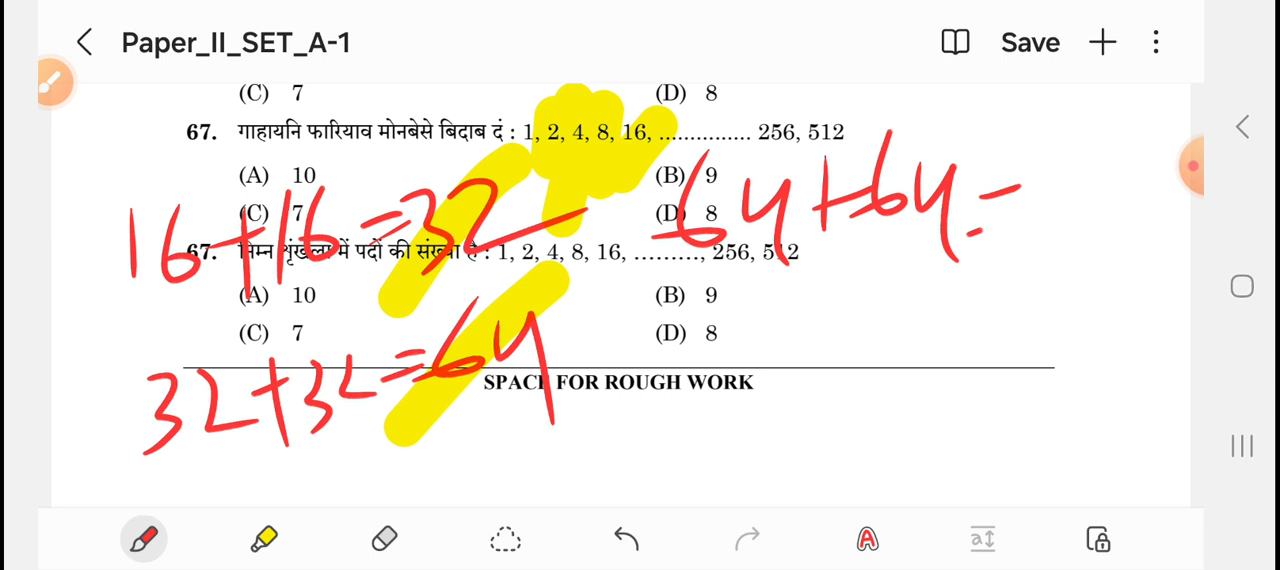 Paper_II_SET_A-1 Save
(C) 7 (D) 8
67. गाहायनि फारियाव मोनबेसे बिदाब दं : 1, 2, 4, 8, 16, .............. 256, 512
(A) 10 (B) 9
(C) 7 (D) 8
16+16=32 64+64=
67. निम्न शृंखला में पदों की संख्या है : 1, 2, 4, 8, 16, ........., 256, 512
(A) 10 (B) 9
(C) 7 (D) 8
32+32=64
SPACE FOR ROUGH WORK